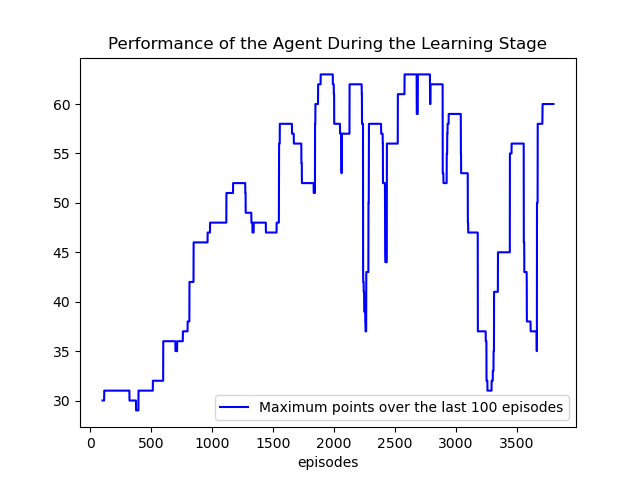 Performance of the Agent During the Learning Stage
60
55
50
45
40
35
30
Maximum points over the last 100 episodes
0 500 1000 1500 2000 2500 3000 3500
episodes